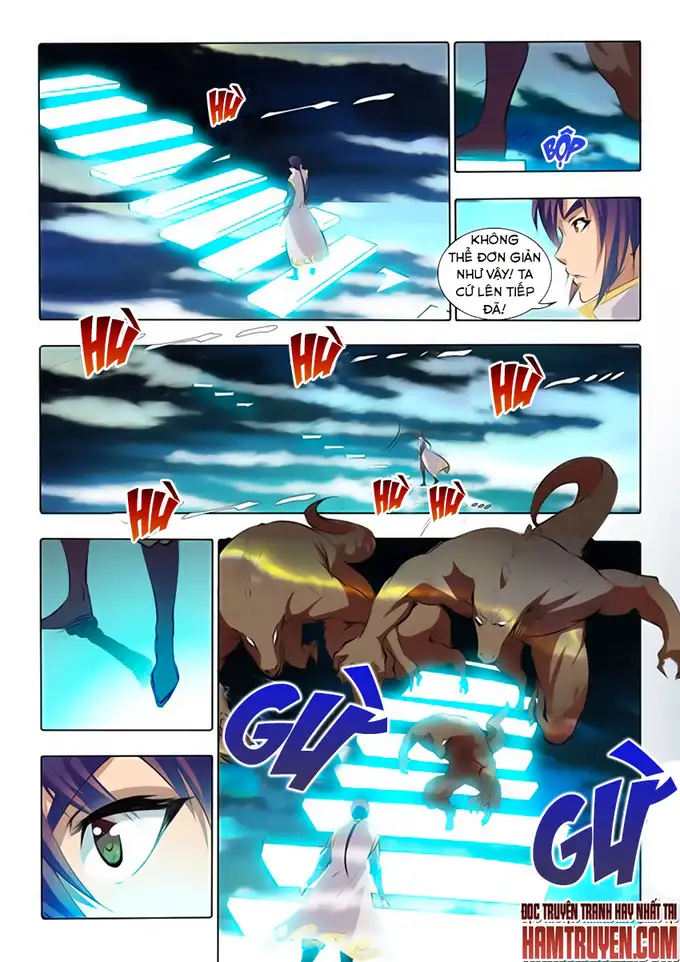 HÙ
HÙ
BỘP
KHÔNG
THỂ ĐƠN GIẢN
NHƯ VẬY! TA
CỨ LÊN TIẾP
ĐÃ!
HÙ
HÙ
HÙ
HÙ
HÙ
HÙ
GỪ
GỪ
ĐỌC TRUYỆN TRANH HAY NHẤT TẠI
HAMTRUYEN.COM